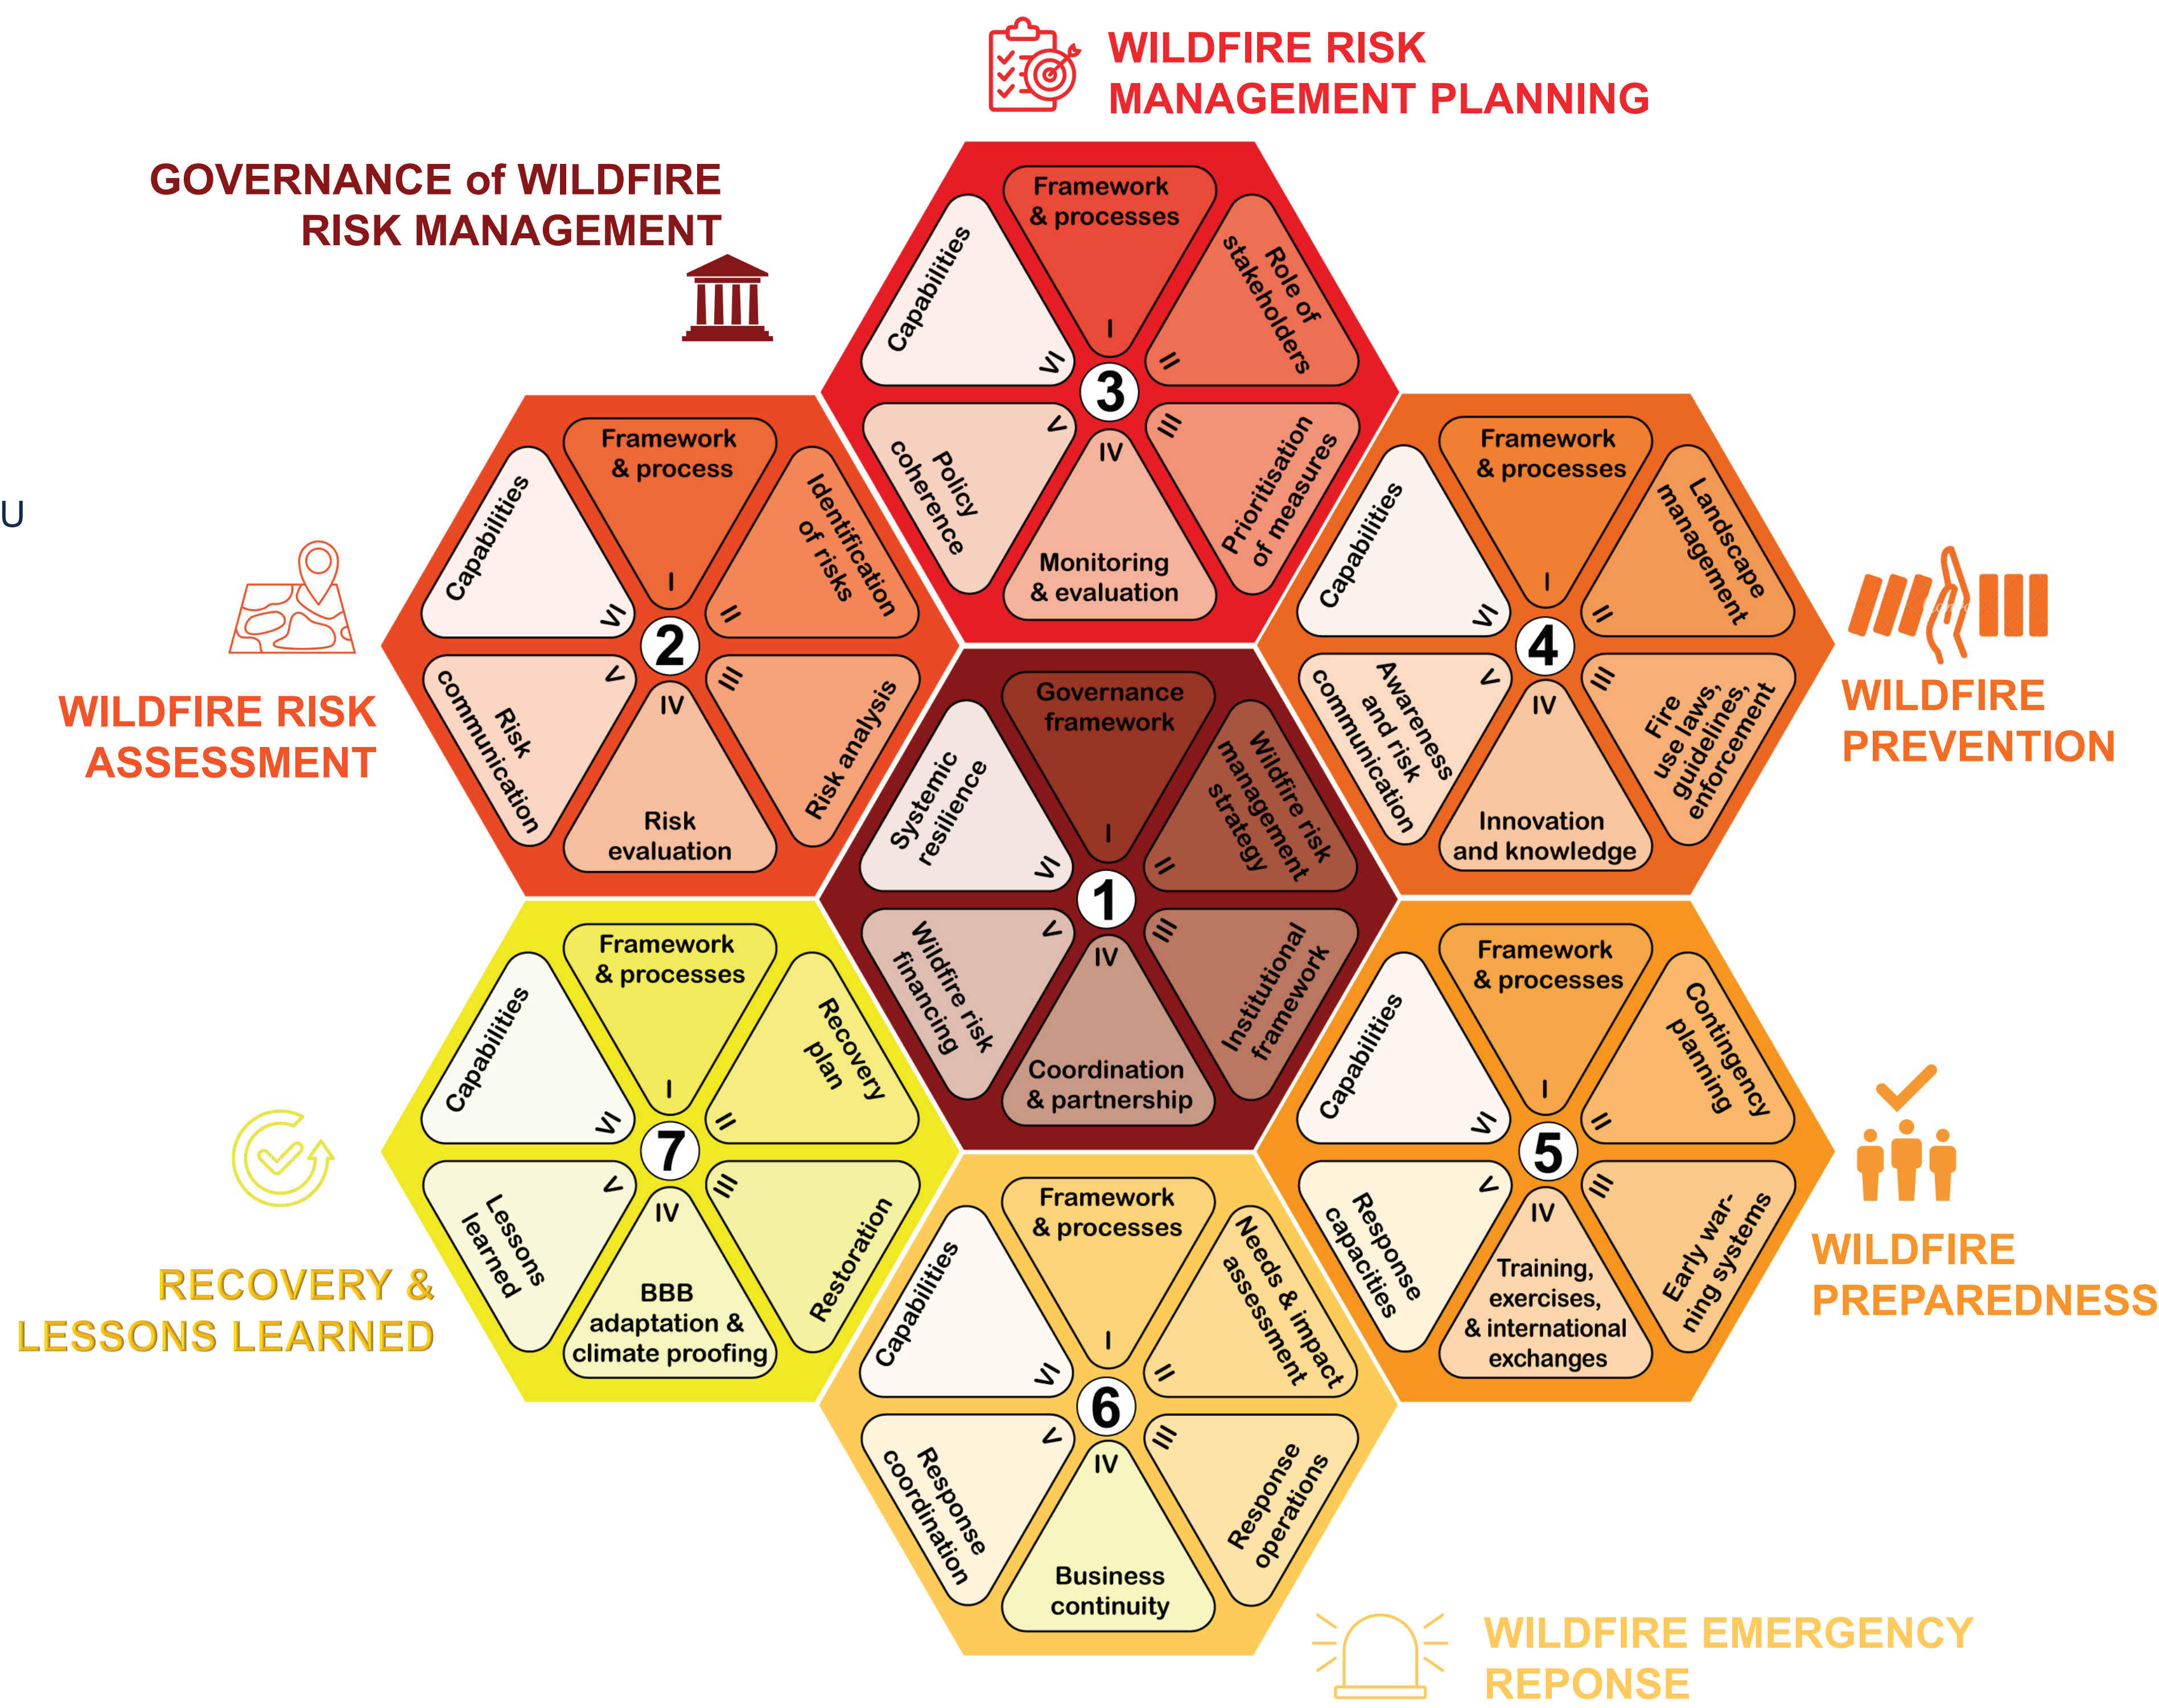 WILDFIRE RISK
MANAGEMENT PLANNING
GOVERNANCE of WILDFIRE
RISK MANAGEMENT
U
WILDFIRE RISK
ASSESSMENT
WILDFIRE
PREVENTION
WILDFIRE
PREPAREDNESS
RECOVERY &
LESSONS LEARNED
WILDFIRE EMERGENCY
REPONSE
3
Framework
& processes
I
Role of
stakeholders
II
Prioritisation
of measures
III
IV
Monitoring
& evaluation
Policy
coherence
V
Capabilities
VI
2
Framework
& process
I
Identification
of risks
II
Risk analysis
III
IV
Risk
evaluation
Risk
communication
V
Capabilities
VI
4
Framework
& processes
I
Landscape
management
II
Fire
use laws,
guidelines,
enforcement
III
IV
Innovation
and knowledge
Awareness
and risk
communication
V
Capabilities
VI
1
Governance
framework
I
Wildfire risk
management
strategy
II
Institutional
framework
III
IV
Coordination
& partnership
Wildfire risk
financing
V
Systemic
resilience
VI
7
Framework
& processes
I
Recovery
plan
II
Restoration
III
IV
BBB
adaptation &
climate proofing
Lessons
learned
V
Capabilities
VI
5
Framework
& processes
I
Contingency
planning
II
Early war-
ning systems
III
IV
Training,
exercises,
& international
exchanges
Response
capacities
V
Capabilities
VI
6
Framework
& processes
I
Needs & impact
assessment
II
Response
operations
III
IV
Business
continuity
Response
coordination
V
Capabilities
VI